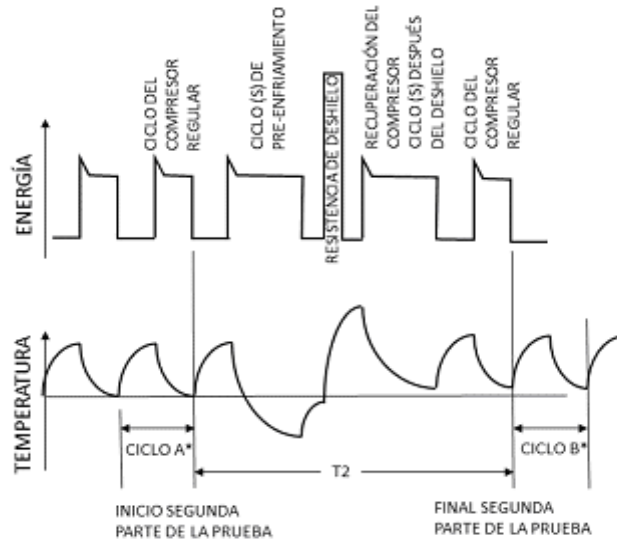 CICLO DEL
COMPRESOR
REGULAR
CICLO (S) DE
PRE-ENFRIAMIENTO
RESISTENCIA DE DESHIELO
RECUPERACIÓN DEL
COMPRESOR
CICLO (S) DESPUÉS
DEL DESHIELO
CICLO DEL
COMPRESOR
REGULAR
ENERGÍA
TEMPERATURA
CICLO A*
T2
CICLO B*
INICIO SEGUNDA
PARTE DE LA PRUEBA
FINAL SEGUNDA
PARTE DE LA PRUEBA